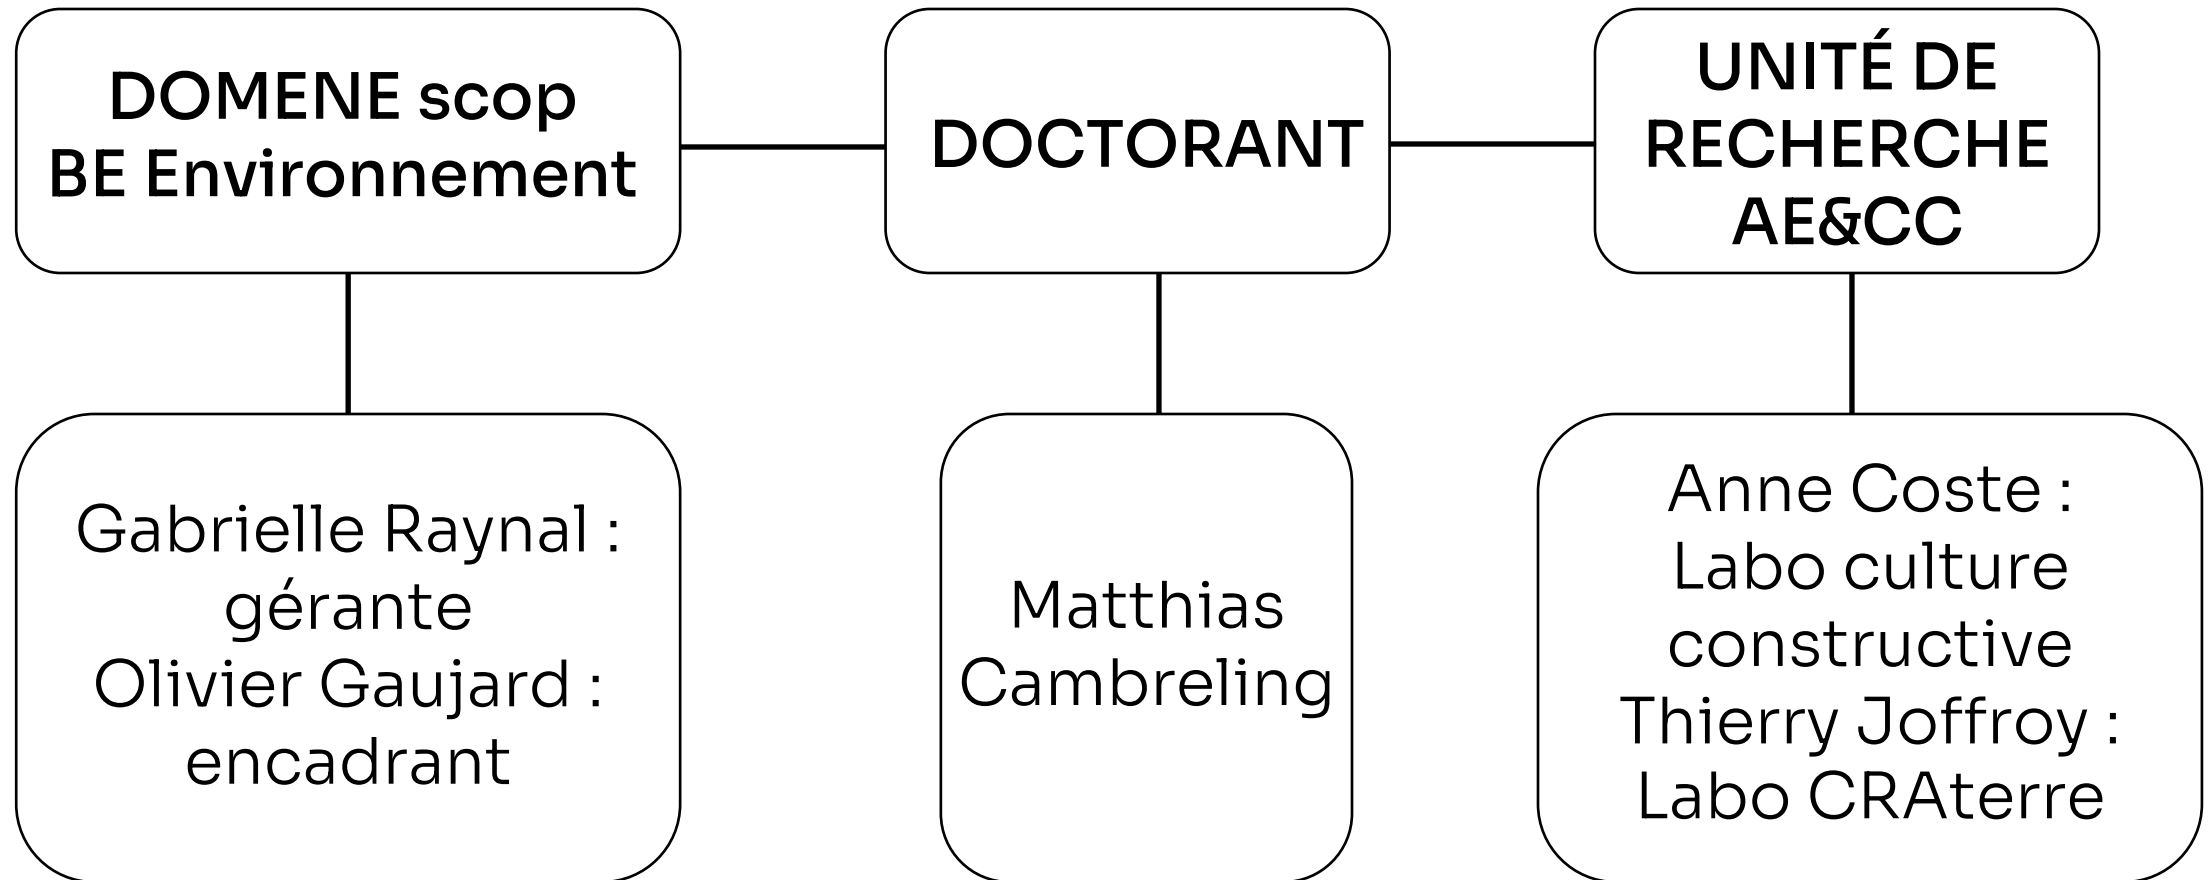 DOMENE scop
BE Environnement
DOCTORANT
UNITÉ DE
RECHERCHE
AE&CC
Gabrielle Raynal :
gérante
Olivier Gaujard :
encadrant
Matthias
Cambreling
Anne Coste :
Labo culture
constructive
Thierry Joffroy :
Labo CRAterre